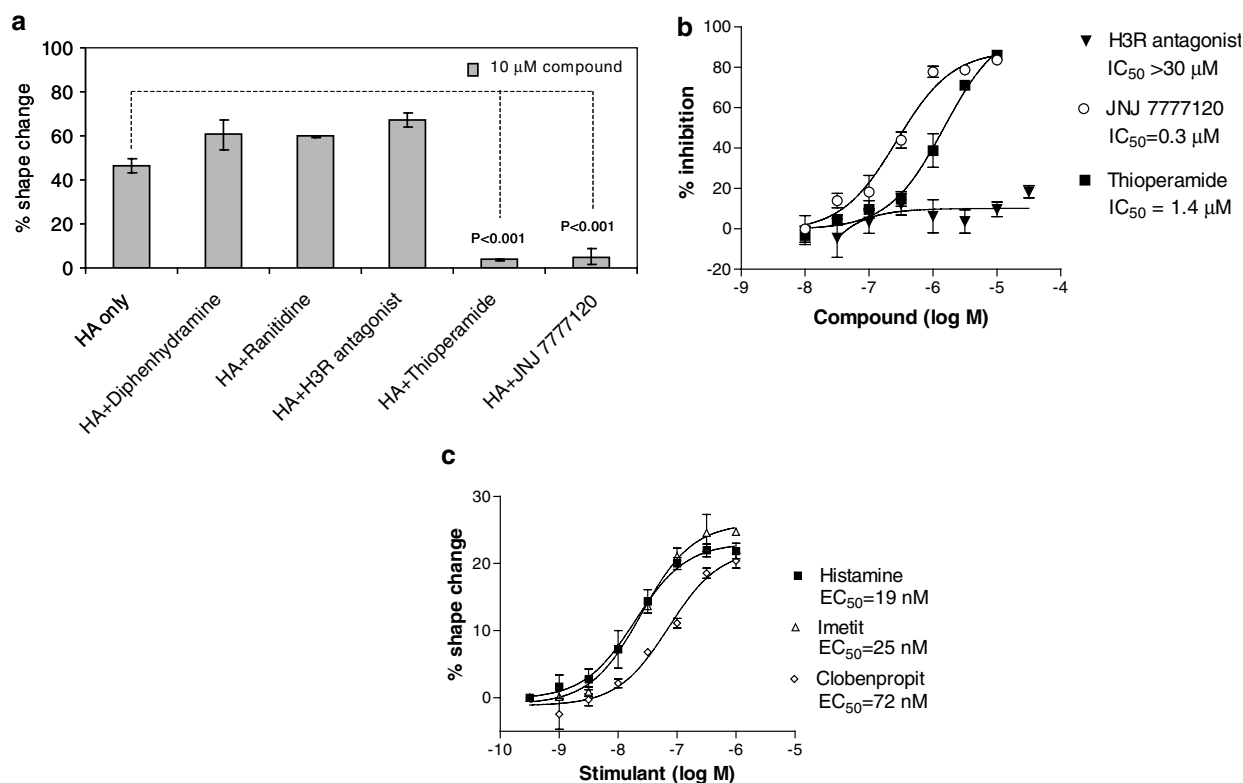 a
% shape change
100
80
60
40
20
0
10 μM compound
P<0.001
P<0.001
HA only
HA+Diphenhydramine
HA+Ranitidine
HA+H3R antagonist
HA+Thioperamide
HA+JNJ 7777120
b
% inhibition
100
80
60
40
20
0
-20
-9
-8
-7
-6
-5
-4
Compound (log M)
H3R antagonist
IC50 >30 μM
JNJ 7777120
IC50=0.3 μM
Thioperamide
IC50 = 1.4 μM
c
% shape change
30
20
10
0
-10
-9
-8
-7
-6
-5
Stimulant (log M)
Histamine
EC50=19 nM
Imetit
EC50=25 nM
Clobenpropit
EC50=72 nM